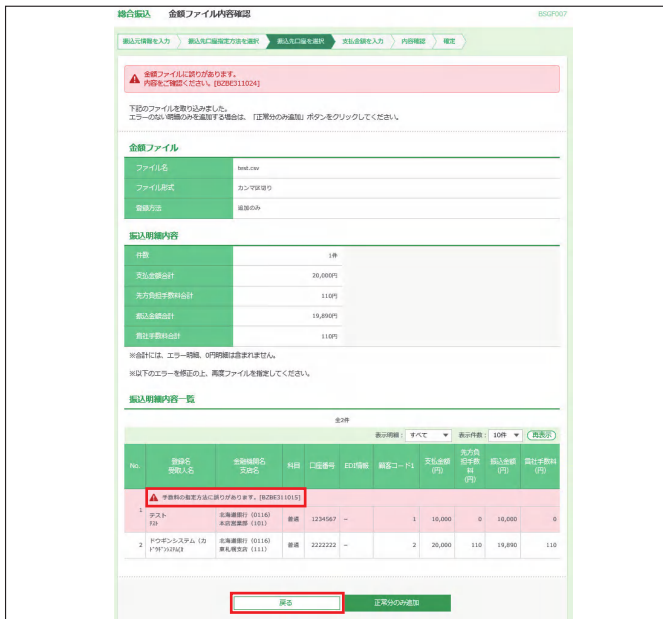 総合振込 金額ファイル内容確認 BSGF007
振込元情報を入力 振込先口座指定方法を選択 振込先口座を選択 支払金額を入力 内容確認 確定
金額ファイルに誤りがあります。
内容をご確認ください。[BZBE311024]
下記のファイルを取り込みました。
エラーのない明細のみを追加する場合は、「正常分のみ追加」ボタンをクリックしてください。
金額ファイル
ファイル名 test.csv
ファイル形式 カンマ区切り
登録方法 追加のみ
振込明細内容
件数 1件
支払金額合計 20,000円
先方負担手数料合計 110円
振込金額合計 19,890円
貴社手数料合計 110円
※合計には、エラー明細、0円明細は含まれません。
※以下のエラーを修正の上、再度ファイルを指定してください。
振込明細内容一覧
全2件
表示明細: すべて 表示件数: 10件 再表示
No. 登録名 受取人名 金融機関名 支店名 科目 口座番号 EDI情報 顧客コード1 支払金額 (円) 先方負担手数料 (円) 振込金額 (円) 貴社手数料 (円)
手数料の指定方法に誤りがあります。[BZBE311015]
1 テスト 北海道銀行 (0116) 普通 1234567 − 1 10,000 0 10,000 0
ﾃｽﾄ 本店営業部 (101)
2 ドウギンシステム (カ 北海道銀行 (0116) 普通 2222222 − 2 20,000 110 19,890 110
ﾄﾞｳｷﾞﾝｼｽﾃﾑ(ｶ 東札幌支店 (111)
戻る 正常分のみ追加